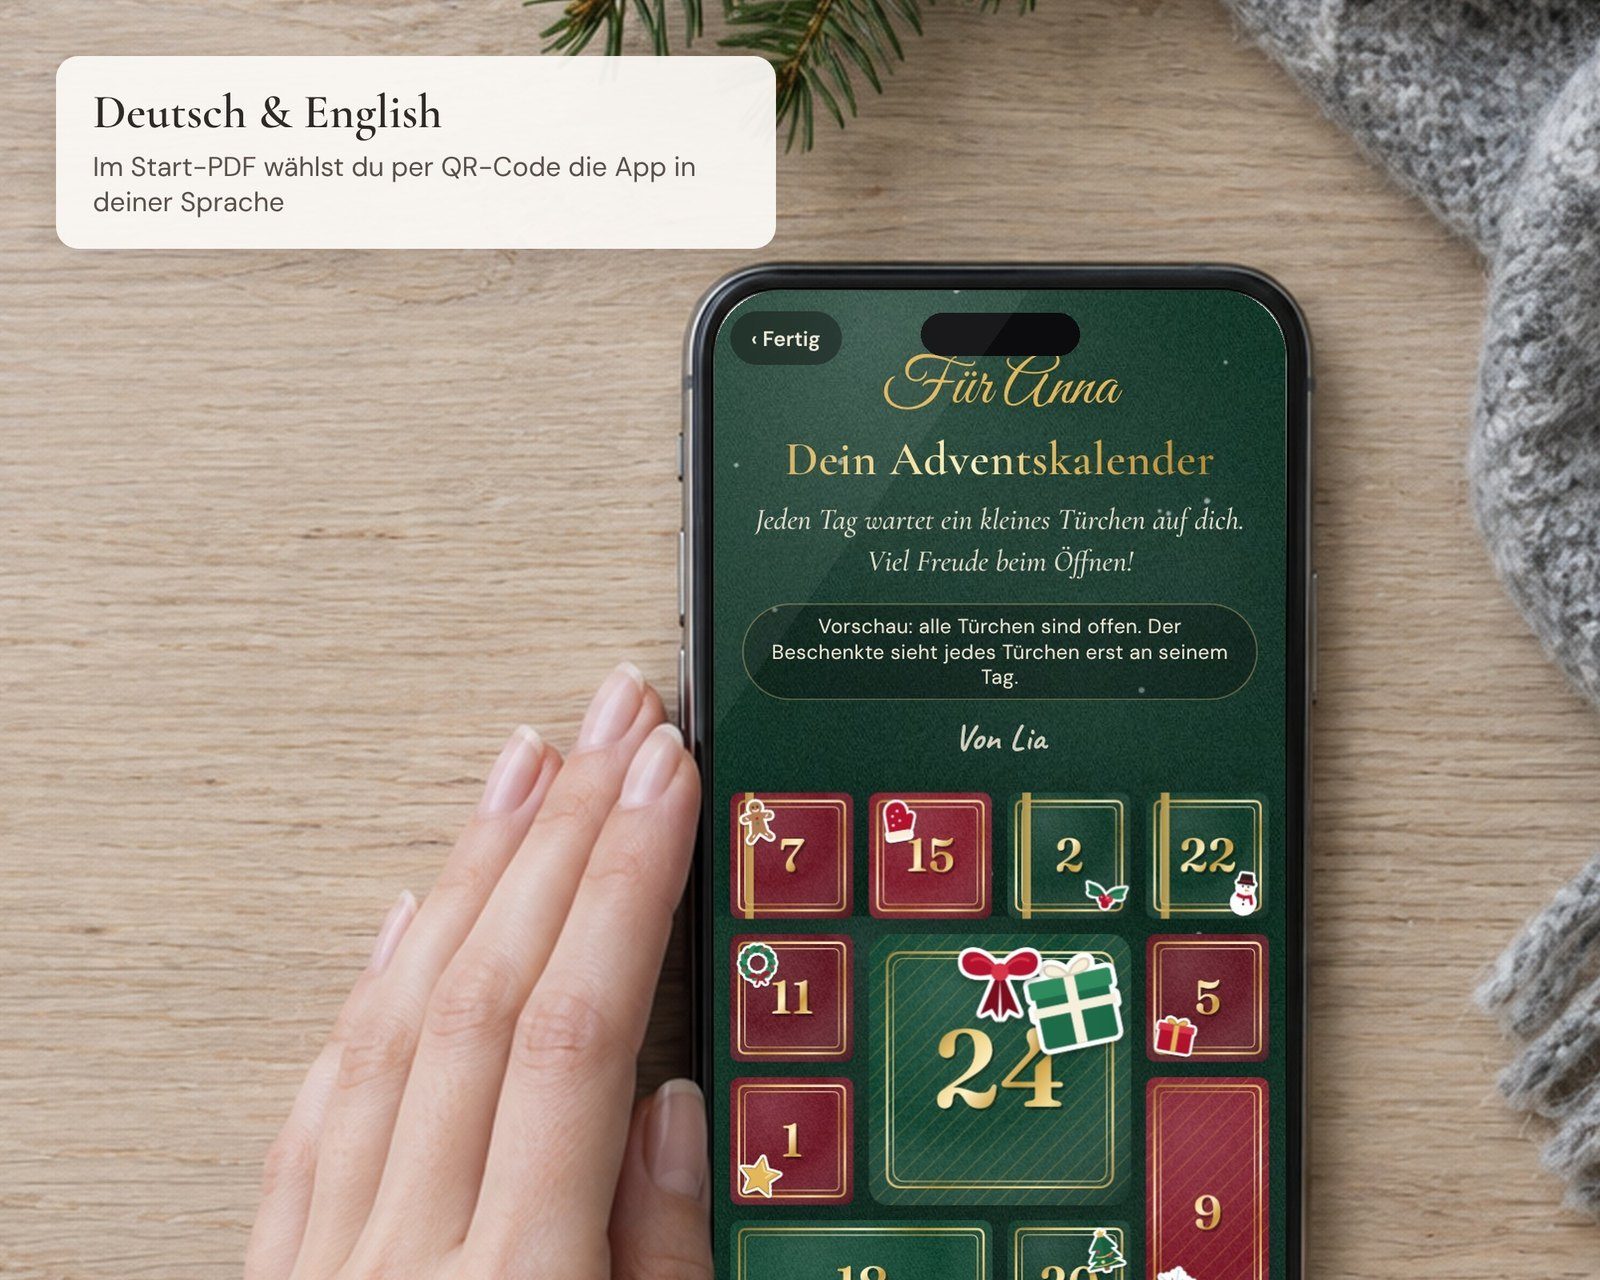 Deutsch & English
Im Start-PDF wählst du per QR-Code die App in
deiner Sprache
‹ Fertig
Für Anna
Dein Adventskalender
Jeden Tag wartet ein kleines Türchen auf dich.
Viel Freude beim Öffnen!
Vorschau: alle Türchen sind offen. Der
Beschenkte sieht jedes Türchen erst an seinem
Tag.
Von Lia
7 15 2 22
11 24 5
1
9
18 20